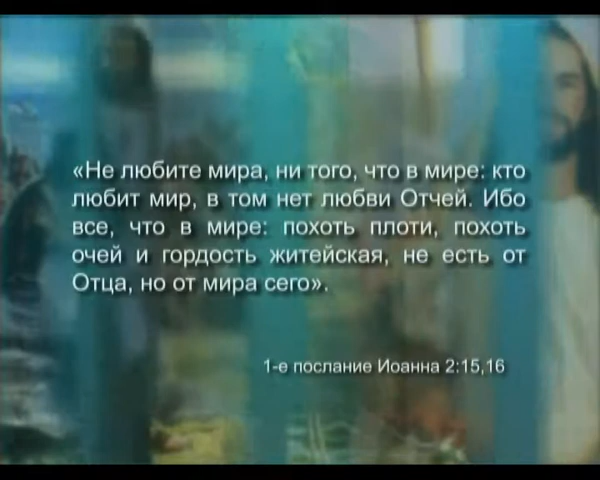 «Не любите мира, ни того, что в мире: кто
любит мир, в том нет любви Отчей. Ибо
все, что в мире: похоть плоти, похоть
очей и гордость житейская, не есть от
Отца, но от мира сего».
1-е послание Иоанна 2:15,16